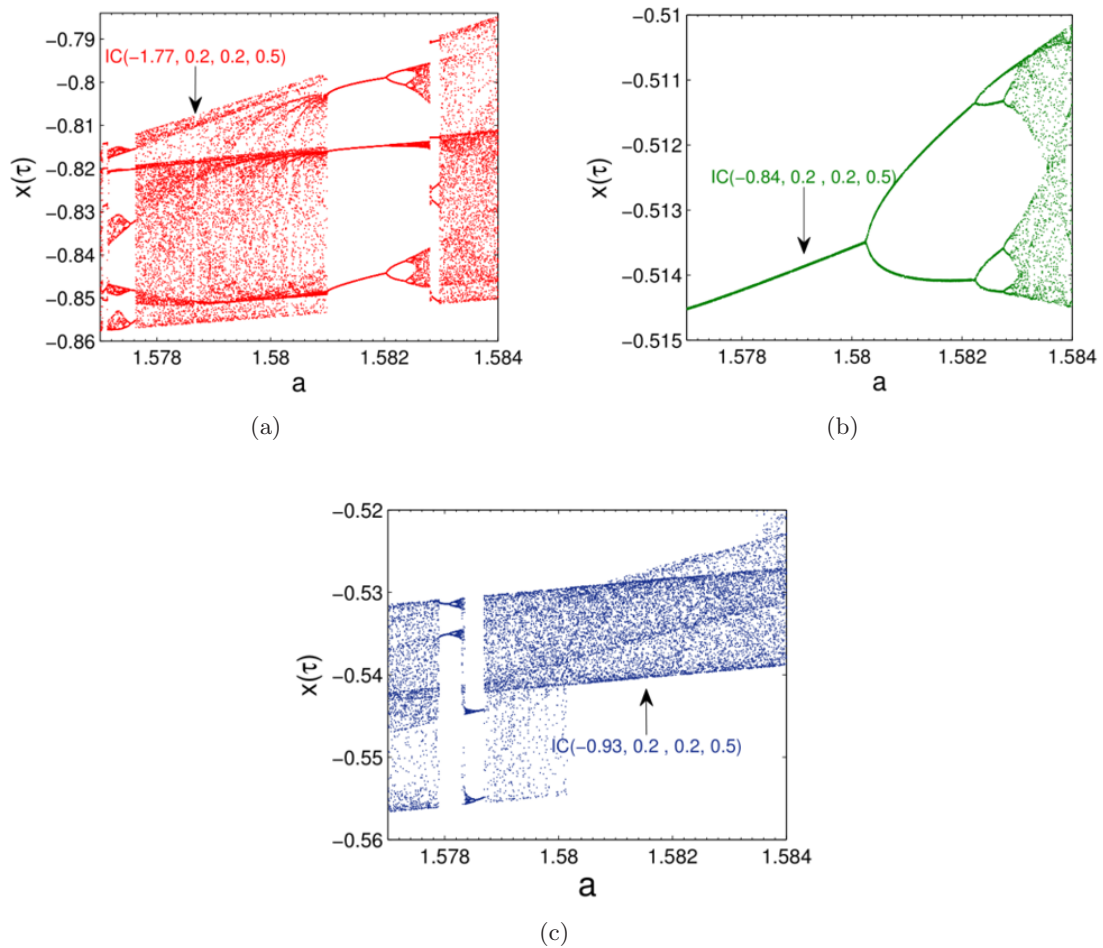 −0.79
−0.8
−0.81
−0.82
−0.83
−0.84
−0.85
−0.86
x(τ)
IC(−1.77, 0.2, 0.2, 0.5)
1.578
1.58
1.582
1.584
a
(a)
−0.51
−0.511
−0.512
−0.513
−0.514
−0.515
x(τ)
IC(−0.84, 0.2 , 0.2, 0.5)
1.578
1.58
1.582
1.584
a
(b)
−0.52
−0.53
−0.54
−0.55
−0.56
x(τ)
IC(−0.93, 0.2 , 0.2, 0.5)
1.578
1.58
1.582
1.584
a
(c)